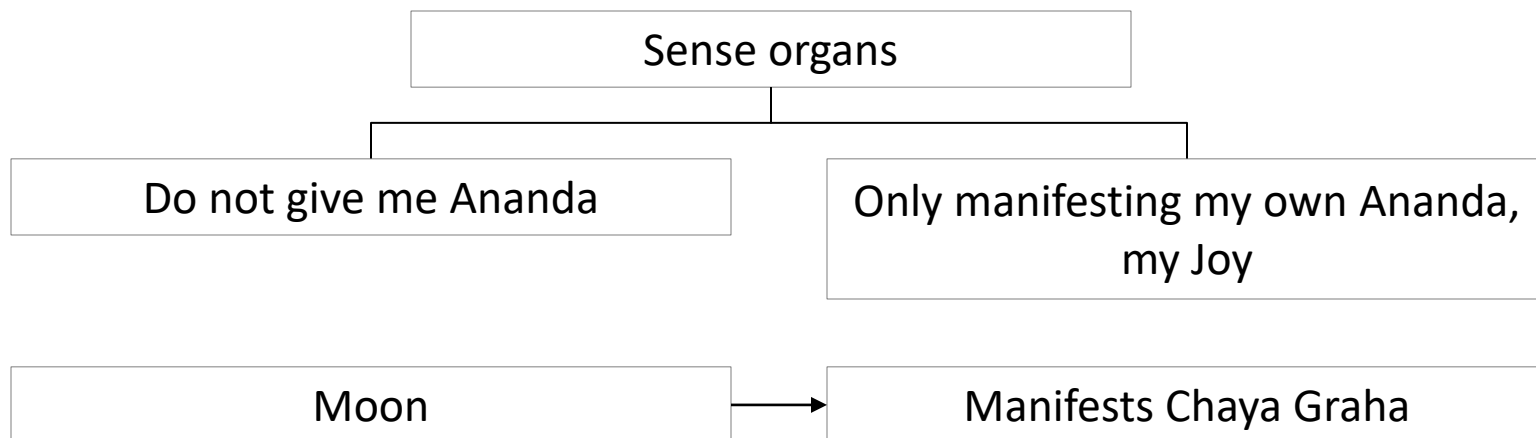 Sense organs
Do not give me Ananda
Only manifesting my own Ananda,
my Joy
Moon
Manifests Chaya Graha